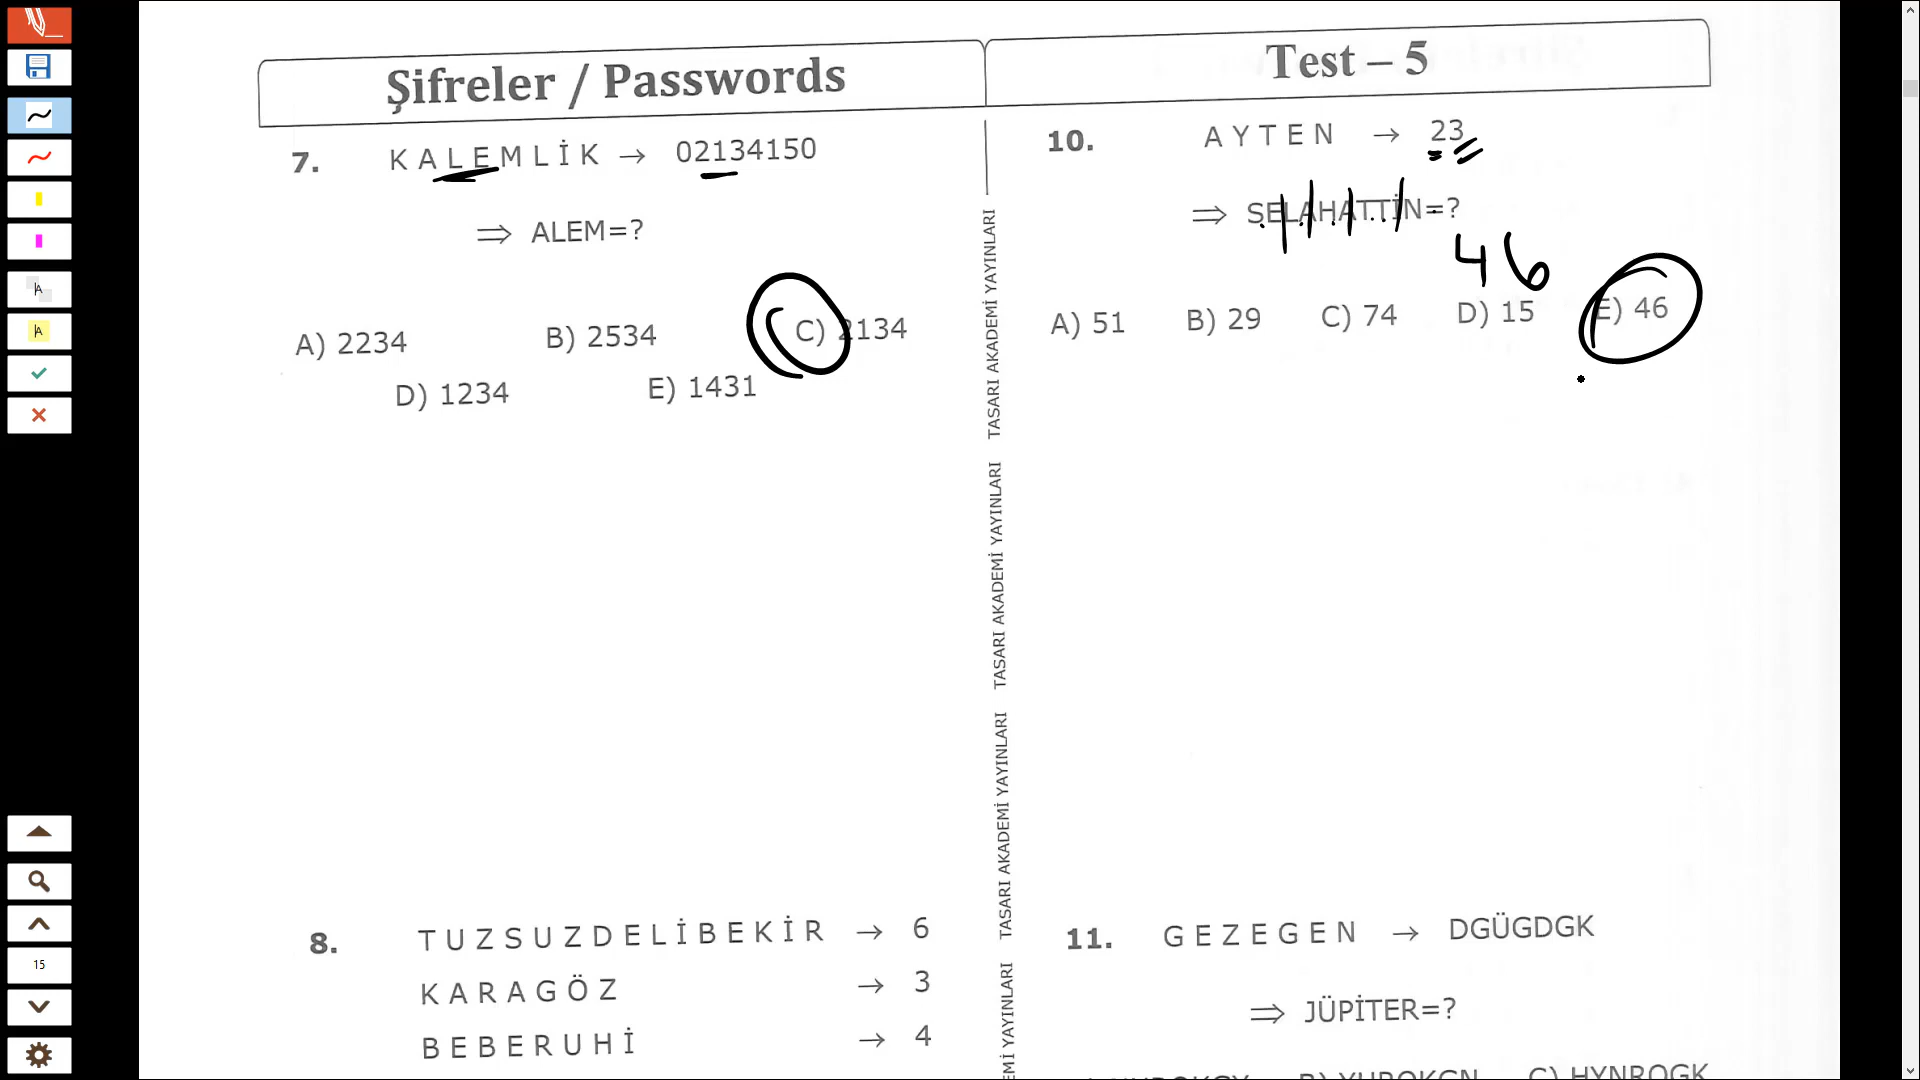 Şifreler / Passwords
Test – 5
7. KALEMLİK → 02134150
⇒ ALEM=?
A) 2234 B) 2534 C) 2134
D) 1234 E) 1431
8. TUZSUZDELİBEKİR → 6
KARAGÖZ → 3
BEBERUHİ → 4
TASARI AKADEMİ YAYINLARI TASARI AKADEMİ YAYINLARI TASARI AKADEMİ YAYINLARI
10. AYTEN → 23
⇒ SELAHATTİN=?
46
A) 51 B) 29 C) 74 D) 15 E) 46
11. GEZEGEN → DGÜGDGK
⇒ JÜPİTER=?
C) HYNROGK
15